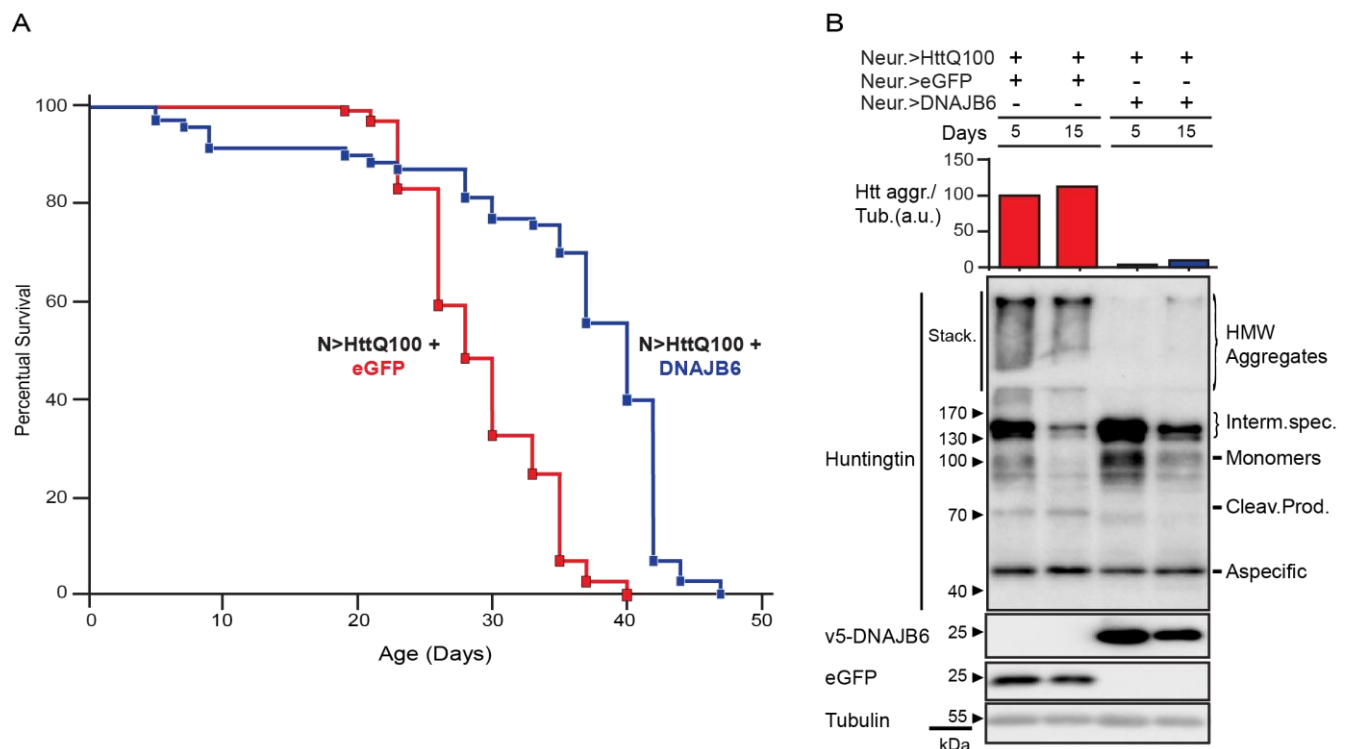 A
Percentual Survival
100
80
60
40
20
0
0 10 20 30 40 50
Age (Days)
N>HttQ100 +
eGFP
N>HttQ100 +
DNAJB6
B
Neur.>HttQ100 + + + +
Neur.>eGFP + + - -
Neur.>DNAJB6 - - + +
Days 5 15 5 15
Htt aggr./
Tub.(a.u.)
150
100
50
0
Huntingtin
Stack.
170
130
100
70
40
HMW
Aggregates
Interm.spec.
Monomers
Cleav.Prod.
Aspecific
v5-DNAJB6 25
eGFP 25
Tubulin 55
kDa